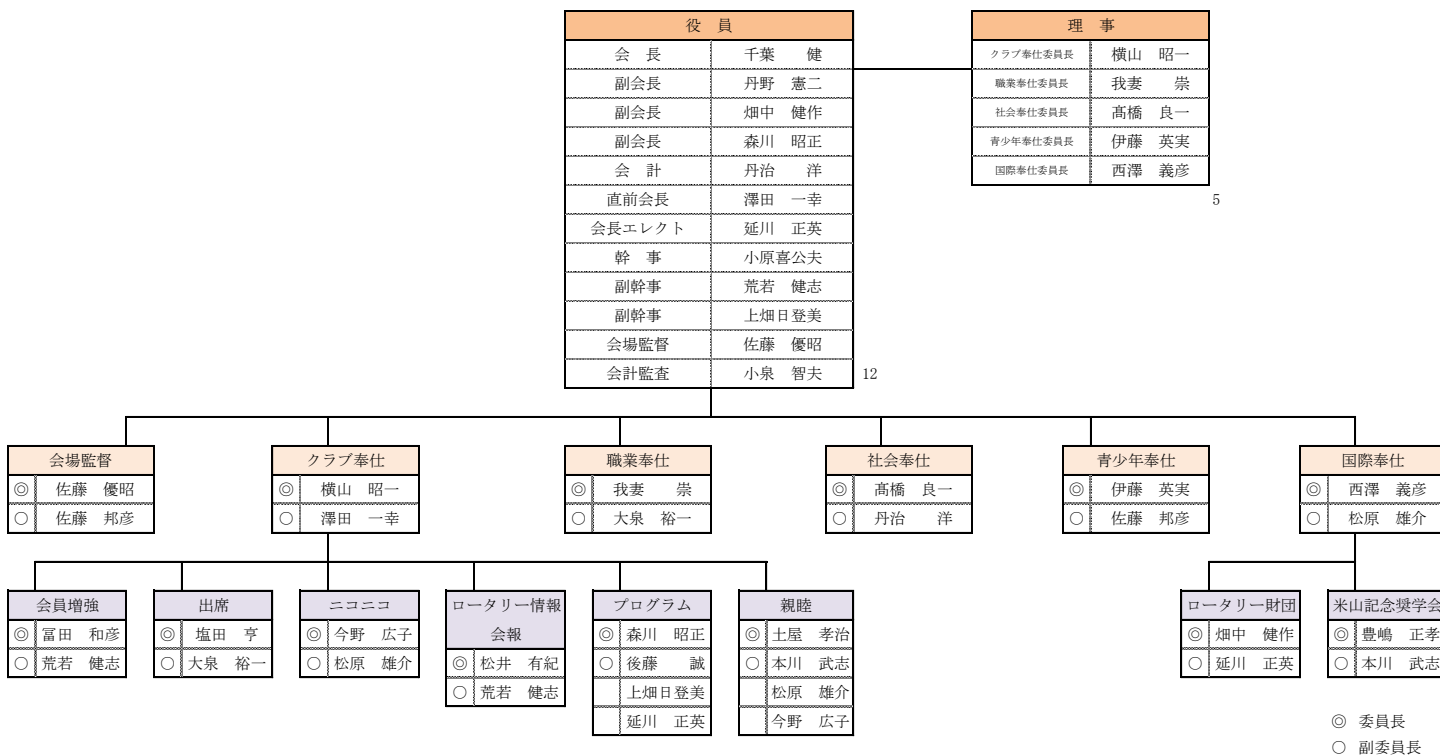 役　員
会　長　千葉　　健
副会長　丹野　憲二
副会長　畑中　健作
副会長　森川　昭正
会　計　丹治　　洋
直前会長　澤田　一幸
会長エレクト　延川　正英
幹　事　小原喜公夫
副幹事　荒若　健志
副幹事　上畑日登美
会場監督　佐藤　優昭
会計監査　小泉　智夫
12
理　事
クラブ奉仕委員長　横山　昭一
職業奉仕委員長　我妻　　崇
社会奉仕委員長　髙橋　良一
青少年奉仕委員長　伊藤　英実
国際奉仕委員長　西澤　義彦
5
会場監督
◎　佐藤　優昭
○　佐藤　邦彦
クラブ奉仕
◎　横山　昭一
○　澤田　一幸
職業奉仕
◎　我妻　　崇
○　大泉　裕一
社会奉仕
◎　髙橋　良一
○　丹治　　洋
青少年奉仕
◎　伊藤　英実
○　佐藤　邦彦
国際奉仕
◎　西澤　義彦
○　松原　雄介
会員増強
◎　冨田　和彦
○　荒若　健志
出席
◎　塩田　亨
○　大泉　裕一
ニコニコ
◎　今野　広子
○　松原　雄介
ロータリー情報
会報
◎　松井　有紀
○　荒若　健志
プログラム
◎　森川　昭正
○　後藤　　誠
上畑日登美
延川　正英
親睦
◎　土屋　孝治
○　本川　武志
松原　雄介
今野　広子
ロータリー財団
◎　畑中　健作
○　延川　正英
米山記念奨学会
◎　豊嶋　正孝
○　本川　武志
◎　委員長
○　副委員長